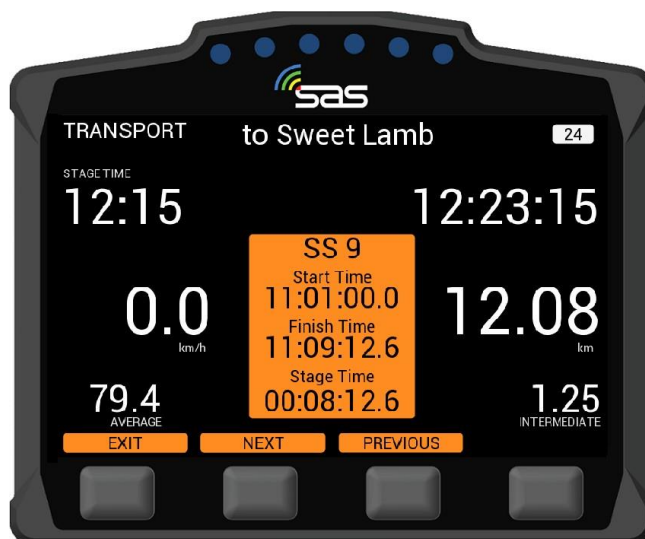 sas
TRANSPORT
to Sweet Lamb
24
STAGE TIME
12:15
12:23:15
SS 9
Start Time
11:01:00.0
Finish Time
11:09:12.6
Stage Time
00:08:12.6
0.0
km/h
12.08
km
79.4
AVERAGE
1.25
INTERMEDIATE
EXIT
NEXT
PREVIOUS